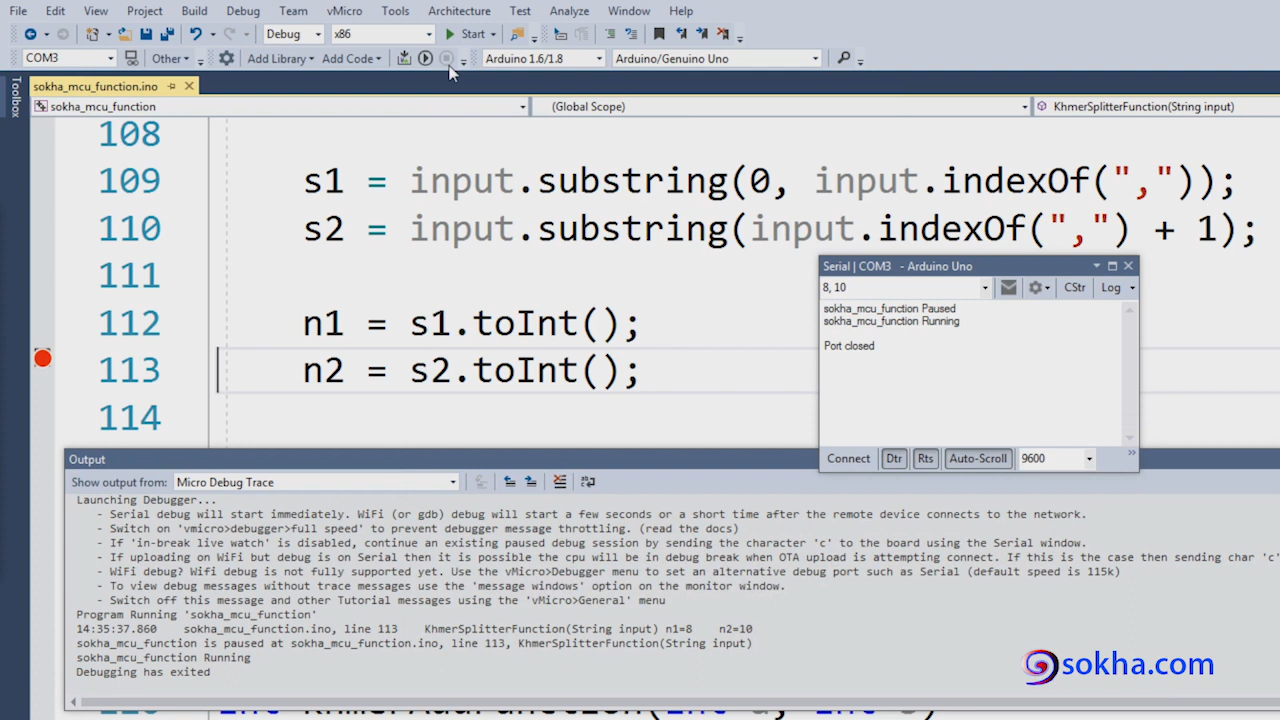 File Edit View Project Build Debug Team vMicro Tools Architecture Test Analyze Window Help
Debug x86 Start
COM3 Other Add Library Add Code Arduino 1.6/1.8 Arduino/Genuino Uno
sokha_mcu_function.ino
Toolbox
sokha_mcu_function (Global Scope) KhmerSplitterFunction(String input)
108
109 s1 = input.substring(0, input.indexOf(","));
110 s2 = input.substring(input.indexOf(",") + 1);
111
112 n1 = s1.toInt();
113 n2 = s2.toInt();
114
Serial | COM3 - Arduino Uno
8, 10 CStr Log
sokha_mcu_function Paused
sokha_mcu_function Running
Port closed
Connect Dtr Rts Auto-Scroll 9600
Output
Show output from: Micro Debug Trace
Launching Debugger...
- Serial debug will start immediately. WiFi (or gdb) debug will start a few seconds or a short time after the remote device connects to the network.
- Switch on 'vmicro>debugger>full speed' to prevent debugger message throttling. (read the docs)
- If 'in-break live watch' is disabled, continue an existing paused debug session by sending the character 'c' to the board using the Serial window.
- If uploading on WiFi but debug is on Serial then it is possible the cpu will be in debug break when OTA upload is attempting connect. If this is the case then sending char 'c'
- WiFi debug? Wifi debug is not fully supported yet. Use the vMicro>Debugger menu to set an alternative debug port such as Serial (default speed is 115k)
- To view debug messages without trace messages use the 'message windows' option on the monitor window.
- Switch off this message and other Tutorial messages using the 'vMicro>General' menu
Program Running 'sokha_mcu_function'
14:35:37.860 sokha_mcu_function.ino, line 113 KhmerSplitterFunction(String input) n1=8 n2=10
sokha_mcu_function is paused at sokha_mcu_function.ino, line 113, KhmerSplitterFunction(String input)
sokha_mcu_function Running
Debugging has exited
sokha.com